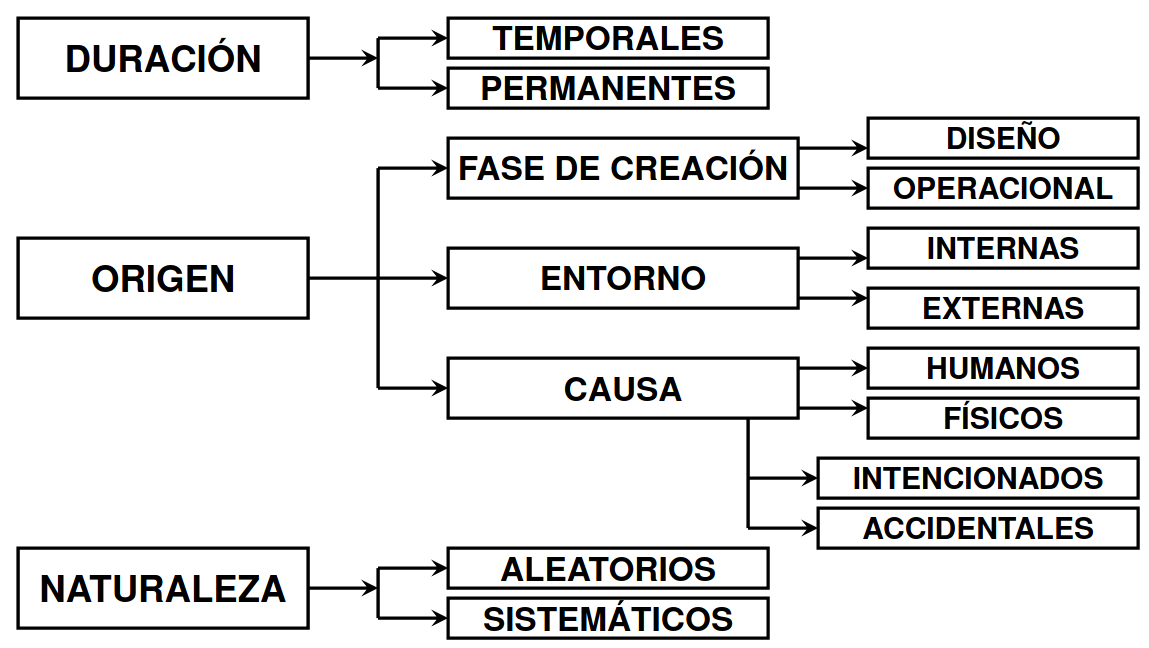 DURACIÓN
TEMPORALES
PERMANENTES
ORIGEN
FASE DE CREACIÓN
DISEÑO
OPERACIONAL
ENTORNO
INTERNAS
EXTERNAS
CAUSA
HUMANOS
FÍSICOS
INTENCIONADOS
ACCIDENTALES
NATURALEZA
ALEATORIOS
SISTEMÁTICOS